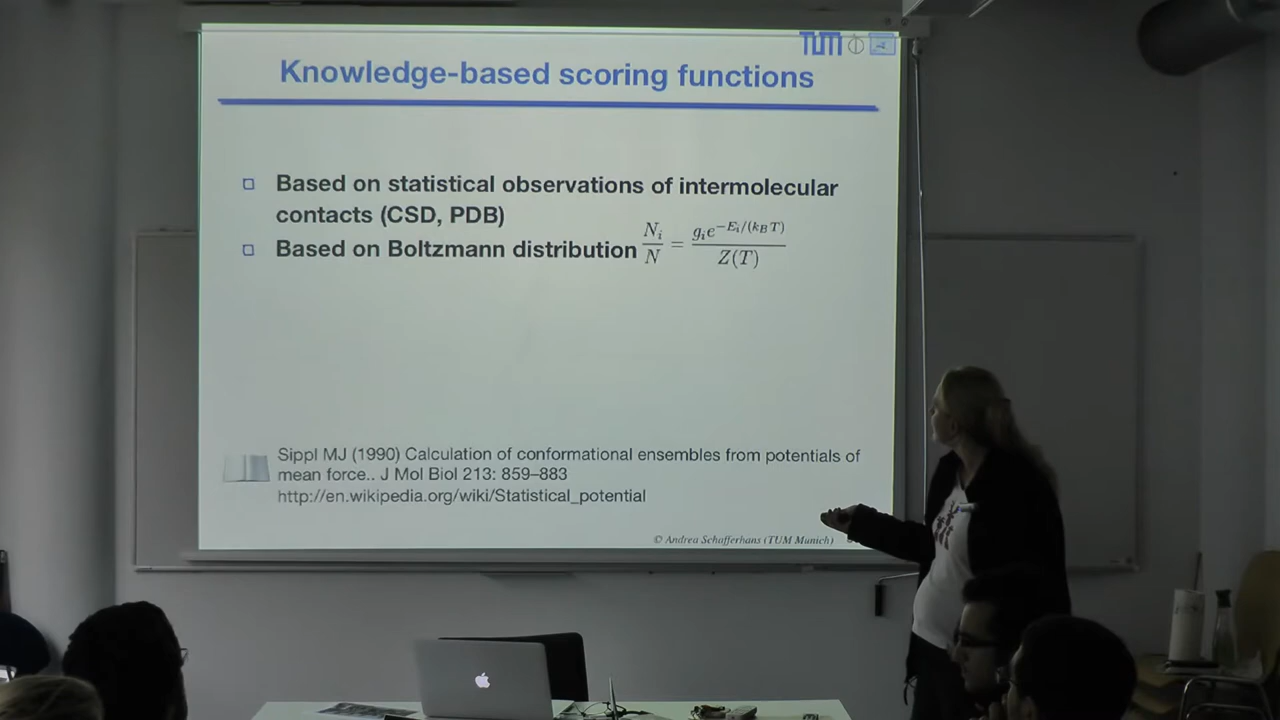 TUM
Knowledge-based scoring functions
Based on statistical observations of intermolecular
contacts (CSD, PDB)
Based on Boltzmann distribution N_i/N = g_i e^{-E_i/(k_B T)}/Z(T)
Sippl MJ (1990) Calculation of conformational ensembles from potentials of
mean force.. J Mol Biol 213: 859–883
http://en.wikipedia.org/wiki/Statistical_potential
© Andrea Schafferhans (TUM Munich)